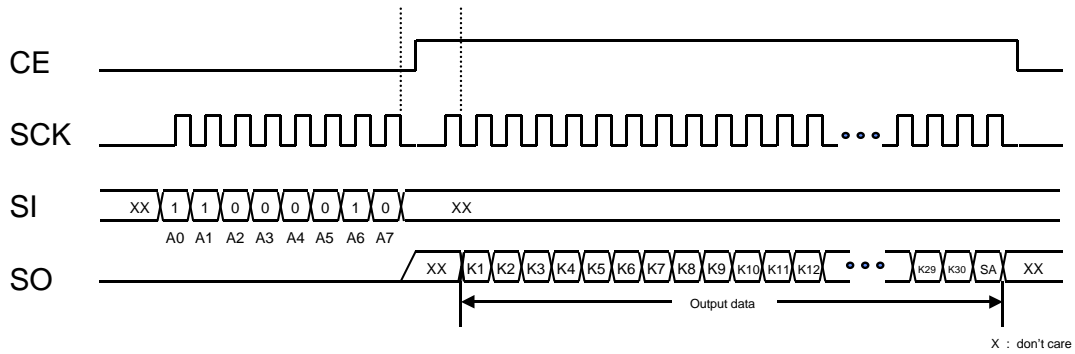 CE
SCK
SI
XX 1 1 0 0 0 0 1 0 XX
A0 A1 A2 A3 A4 A5 A6 A7
SO
XX K1 K2 K3 K4 K5 K6 K7 K8 K9 K10 K11 K12 K29 K30 SA XX
Output data
X : don't care